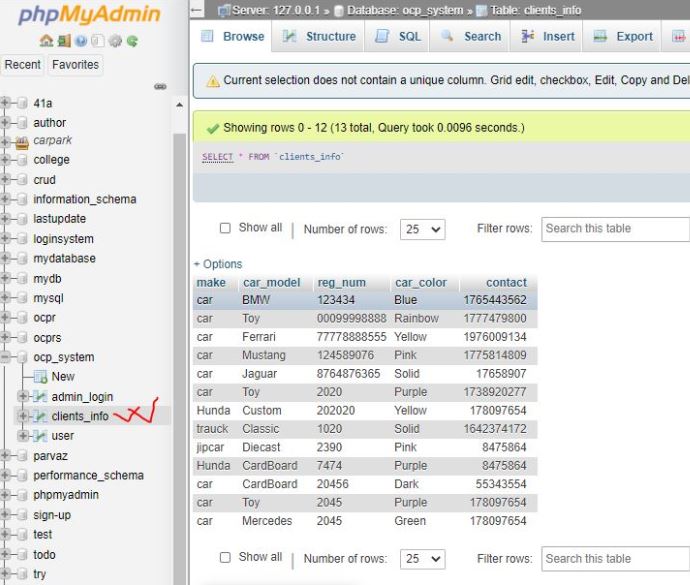 phpMyAdmin
Recent Favorites
41a
author
carpark
college
crud
information_schema
lastupdate
loginsystem
mydatabase
mydb
mysql
ocpr
ocprs
ocp_system
New
admin_login
clients_info
user
parvaz
performance_schema
phpmyadmin
sign-up
test
todo
try
Server: 127.0.0.1 » Database: ocp_system » Table: clients_info
Browse Structure SQL Search Insert Export
Current selection does not contain a unique column. Grid edit, checkbox, Edit, Copy and Del
Showing rows 0 - 12 (13 total, Query took 0.0096 seconds.)
SELECT * FROM `clients_info`
Show all | Number of rows: 25 Filter rows: Search this table
+ Options
make car_model reg_num car_color contact
car BMW 123434 Blue 1765443562
car Toy 00099998888 Rainbow 1777479800
car Ferrari 77778888555 Yellow 1976009134
car Mustang 124589076 Pink 1775814809
car Jaguar 8764876365 Solid 17658907
car Toy 2020 Purple 1738920277
Hunda Custom 202020 Yellow 178097654
trauck Classic 1020 Solid 1642374172
jipcar Diecast 2390 Pink 8475864
Hunda CardBoard 7474 Purple 8475864
car CardBoard 20456 Dark 55343554
car Toy 2045 Purple 178097654
car Mercedes 2045 Green 178097654
Show all | Number of rows: 25 Filter rows: Search this table